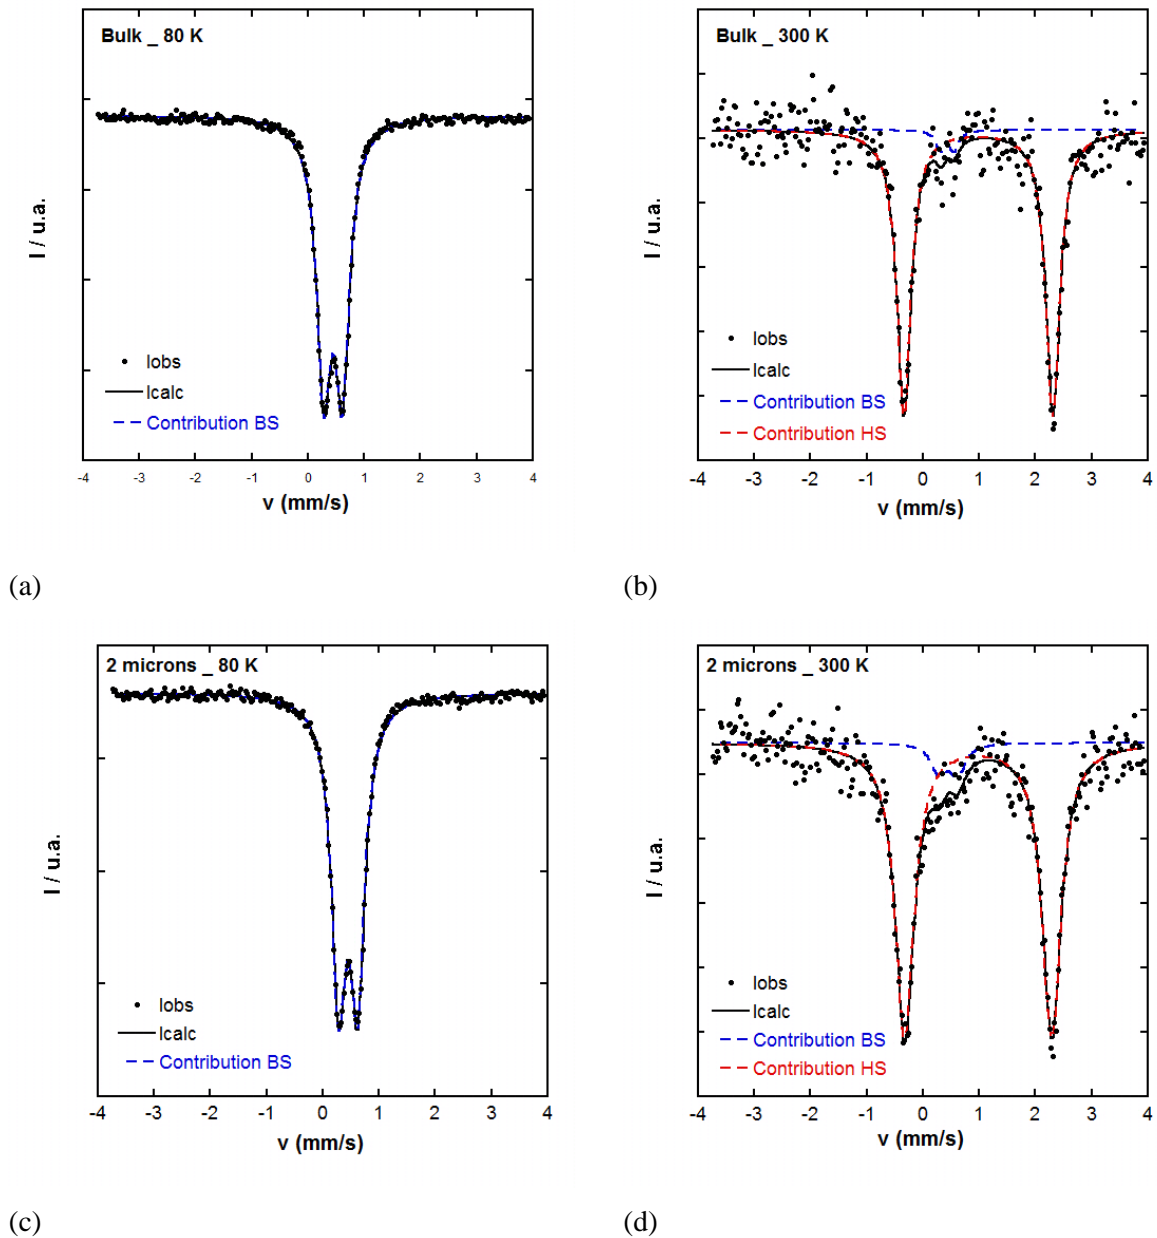 Bulk _ 80 K
I / u.a.
Iobs
Icalc
Contribution BS
-4 -3 -2 -1 0 1 2 3 4
v (mm/s)
(a)
Bulk _ 300 K
I / u.a.
Iobs
Icalc
Contribution BS
Contribution HS
-4 -3 -2 -1 0 1 2 3 4
v (mm/s)
(b)
2 microns _ 80 K
I / u.a.
Iobs
Icalc
Contribution BS
-4 -3 -2 -1 0 1 2 3 4
v (mm/s)
(c)
2 microns _ 300 K
I / u.a.
Iobs
Icalc
Contribution BS
Contribution HS
-4 -3 -2 -1 0 1 2 3 4
v (mm/s)
(d)